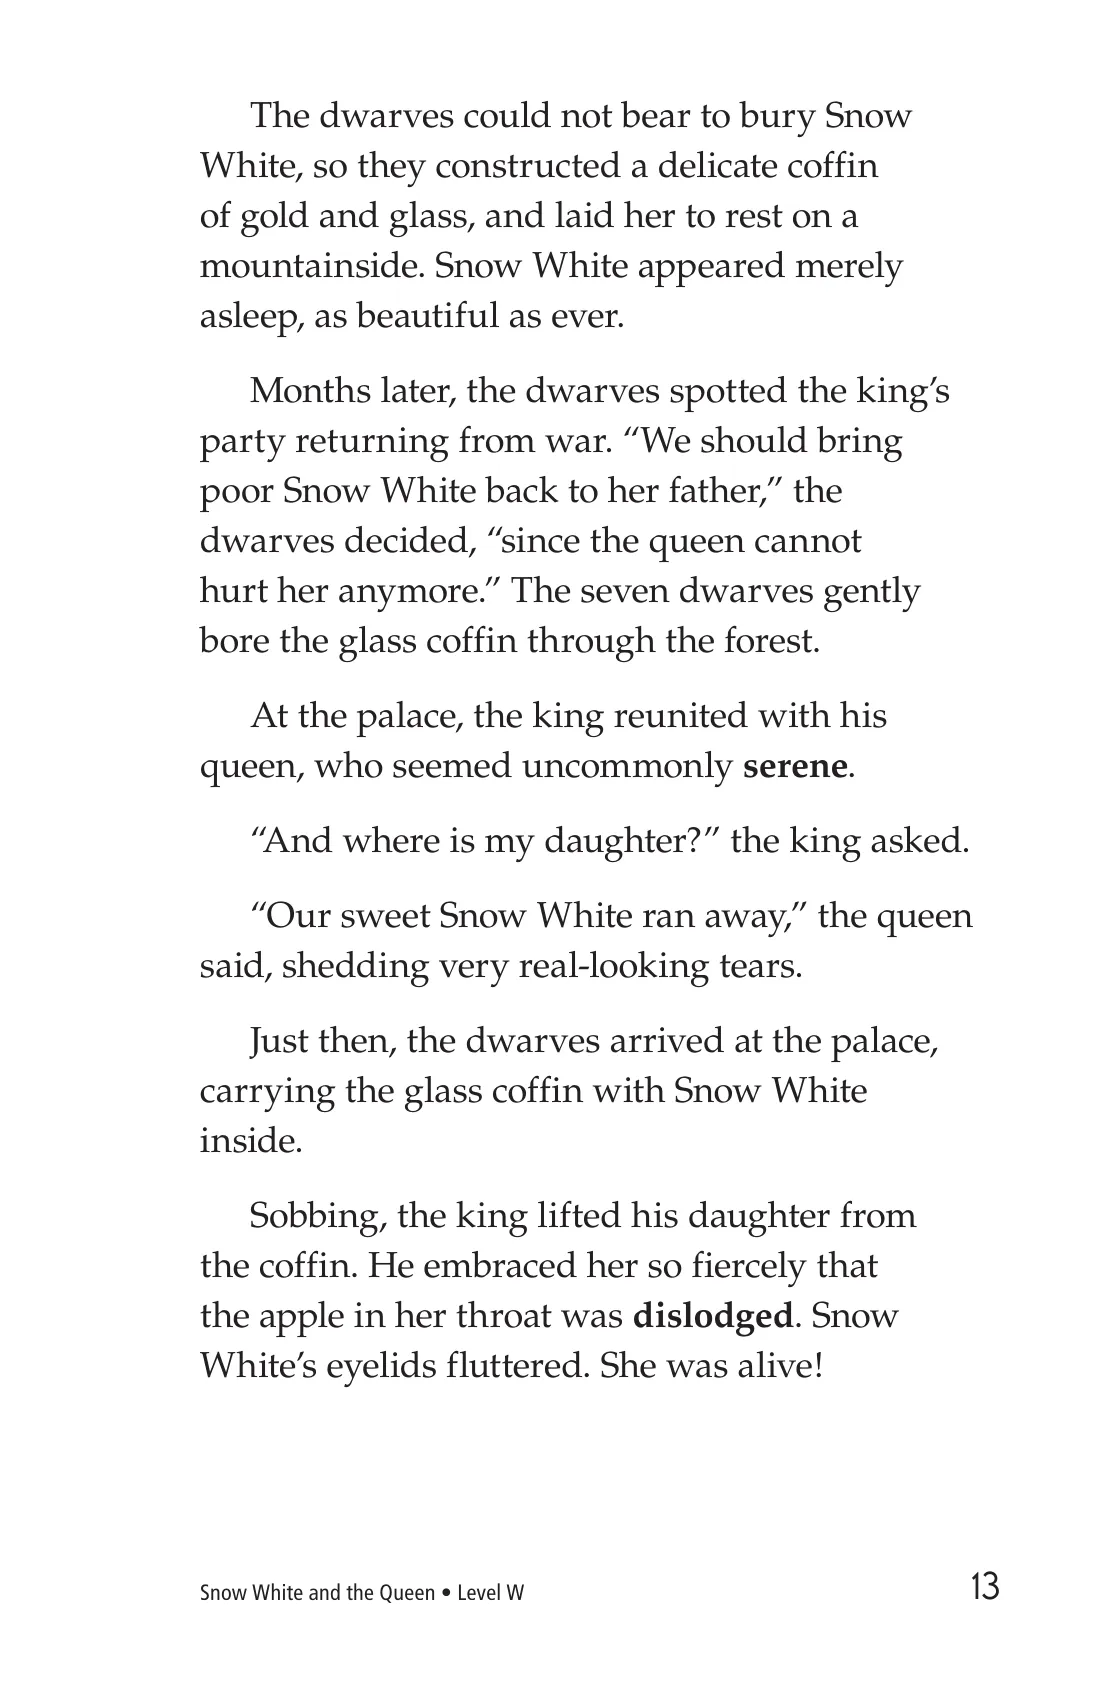 The dwarves could not bear to bury Snow
White, so they constructed a delicate coffin
of gold and glass, and laid her to rest on a
mountainside. Snow White appeared merely
asleep, as beautiful as ever.
Months later, the dwarves spotted the king’s
party returning from war. “We should bring
poor Snow White back to her father,” the
dwarves decided, “since the queen cannot
hurt her anymore.” The seven dwarves gently
bore the glass coffin through the forest.
At the palace, the king reunited with his
queen, who seemed uncommonly serene.
“And where is my daughter?” the king asked.
“Our sweet Snow White ran away,” the queen
said, shedding very real-looking tears.
Just then, the dwarves arrived at the palace,
carrying the glass coffin with Snow White
inside.
Sobbing, the king lifted his daughter from
the coffin. He embraced her so fiercely that
the apple in her throat was dislodged. Snow
White’s eyelids fluttered. She was alive!
Snow White and the Queen • Level W
13